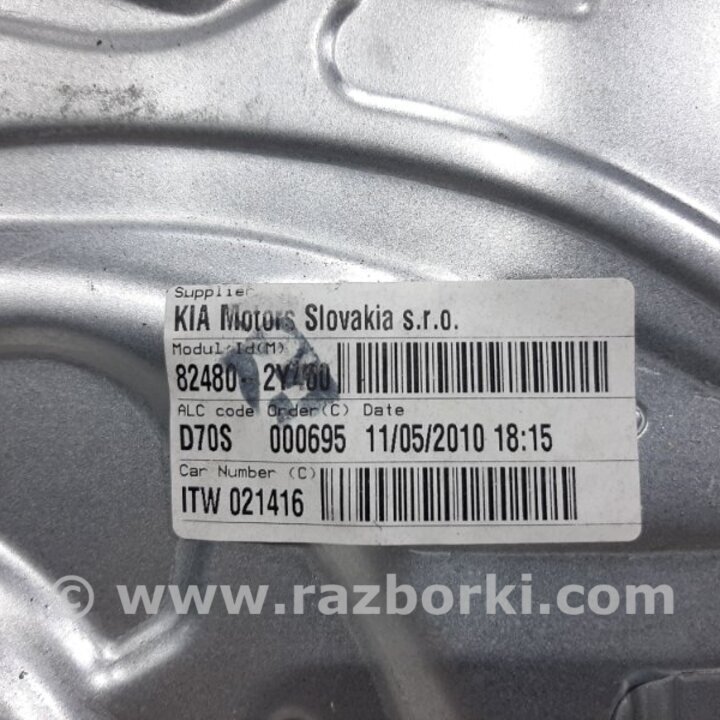 Supplier
KIA Motors Slovakia s.r.o.
Modul-Id(M)
82480- 2Y460
ALC code Order(C) Date
D70S 000695 11/05/2010 18:15
Car Number (C)
ITW 021416
© www.razborki.com